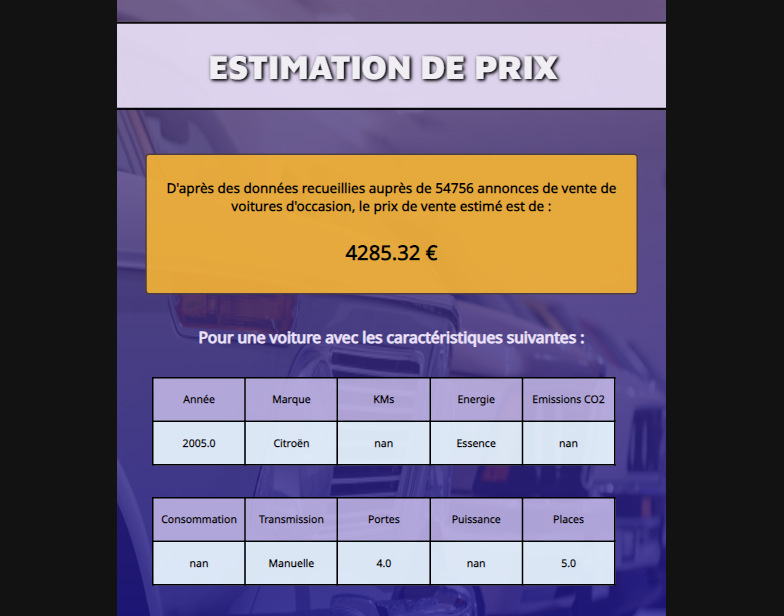 ESTIMATION DE PRIX
D'après des données recueillies auprès de 54756 annonces de vente de
voitures d'occasion, le prix de vente estimé est de :
4285.32 €
Pour une voiture avec les caractéristiques suivantes :
Année Marque KMs Energie Emissions CO2
2005.0 Citroën nan Essence nan
Consommation Transmission Portes Puissance Places
nan Manuelle 4.0 nan 5.0